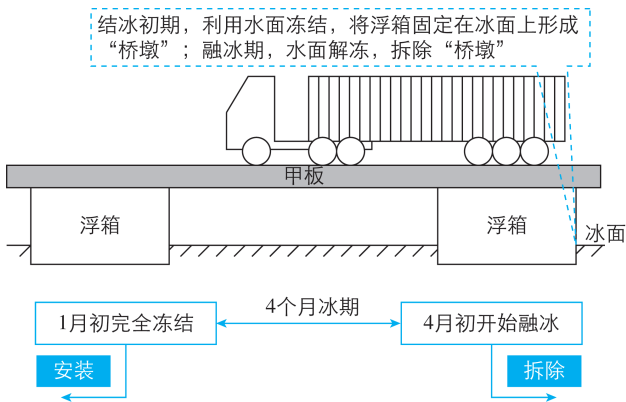 结冰初期，利用水面冻结，将浮箱固定在冰面上形成
“桥墩”；融冰期，水面解冻，拆除“桥墩”
甲板
浮箱
浮箱
冰面
1月初完全冻结
4个月冰期
4月初开始融冰
安装
拆除